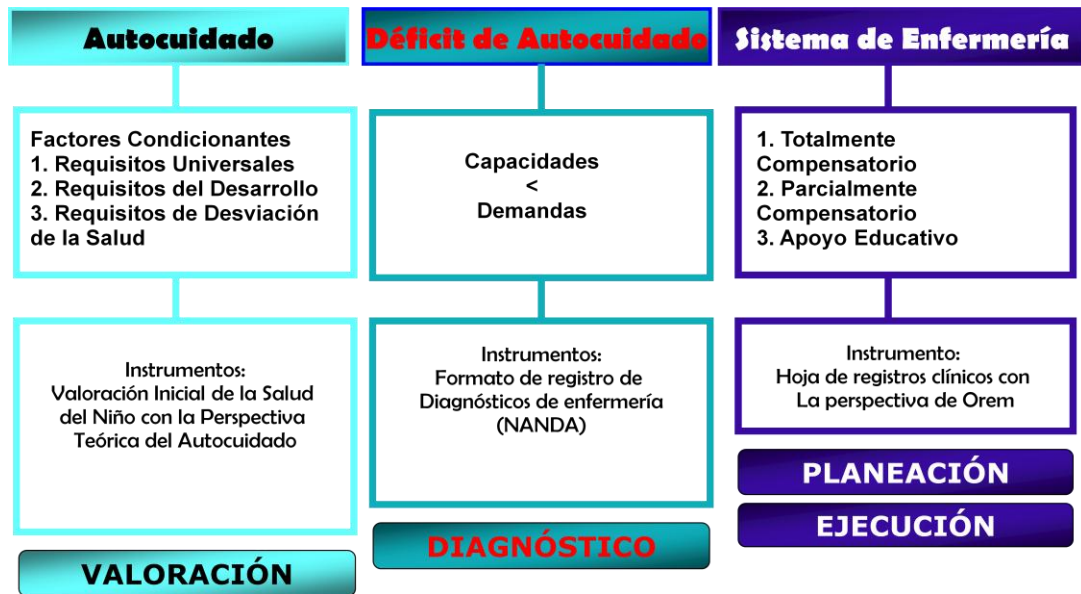 Autocuidado
Factores Condicionantes
1. Requisitos Universales
2. Requisitos del Desarrollo
3. Requisitos de Desviación
de la Salud
Instrumentos:
Valoración Inicial de la Salud
del Niño con la Perspectiva
Teórica del Autocuidado
VALORACIÓN
Déficit de Autocuidado
Capacidades
<
Demandas
Instrumentos:
Formato de registro de
Diagnósticos de enfermería
(NANDA)
DIAGNÓSTICO
Sistema de Enfermería
1. Totalmente
Compensatorio
2. Parcialmente
Compensatorio
3. Apoyo Educativo
Instrumento:
Hoja de registros clínicos con
La perspectiva de Orem
PLANEACIÓN
EJECUCIÓN